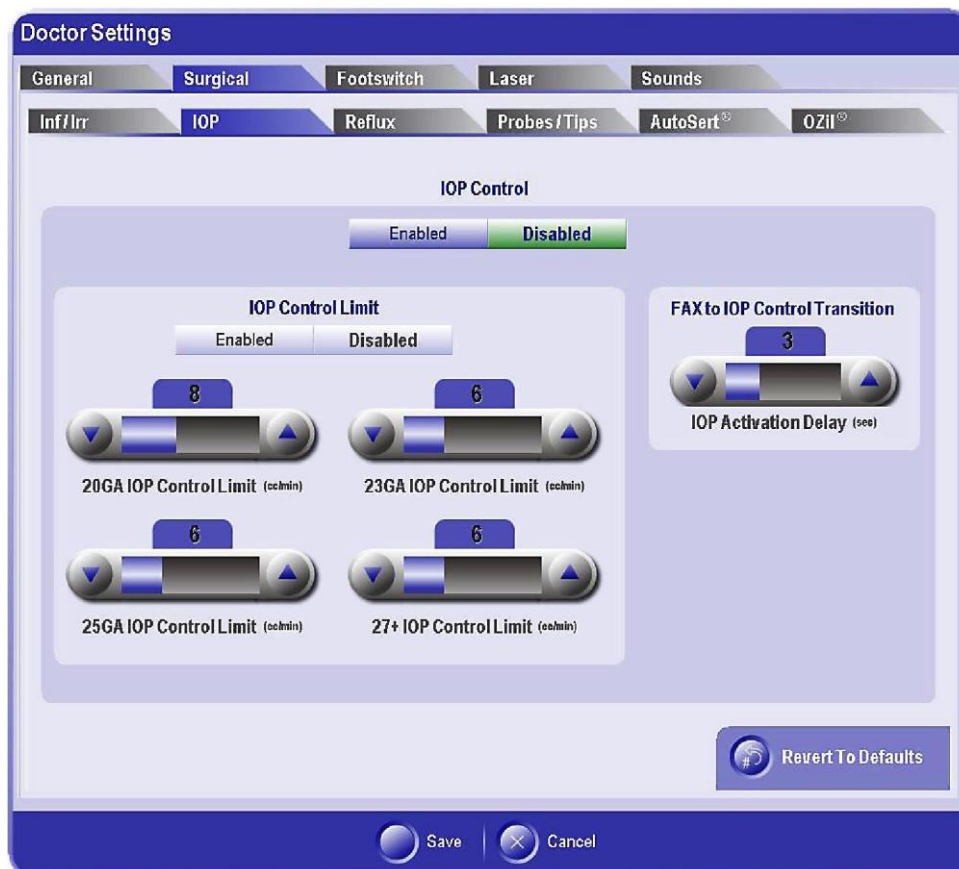 Doctor Settings
General Surgical Footswitch Laser Sounds
Inf/Irr IOP Reflux Probes/Tips AutoSert® OZil®
IOP Control
Enabled Disabled
IOP Control Limit
Enabled Disabled
8
20GA IOP Control Limit (cc/min)
6
23GA IOP Control Limit (cc/min)
6
25GA IOP Control Limit (cc/min)
6
27+ IOP Control Limit (cc/min)
FAX to IOP Control Transition
3
IOP Activation Delay (sec)
# Revert To Defaults
Save Cancel